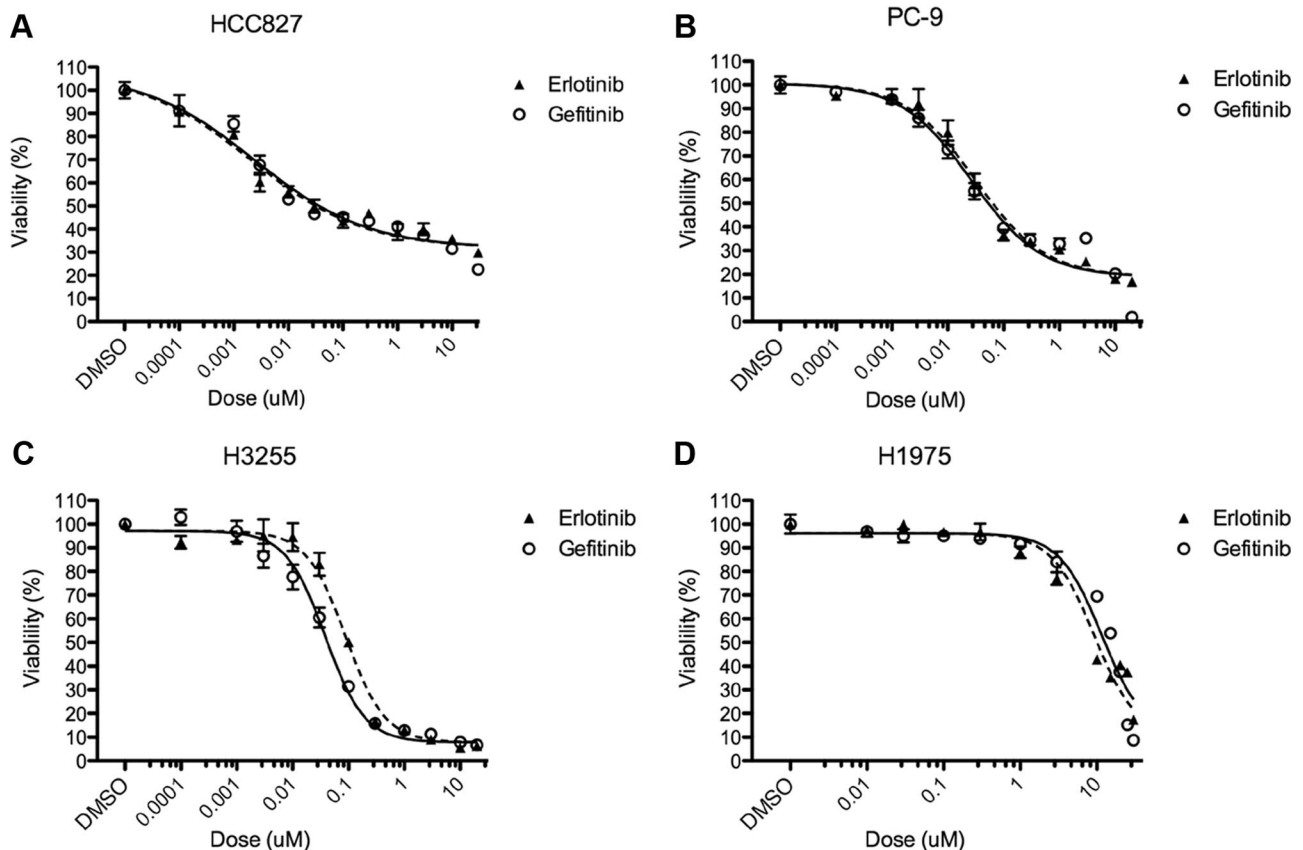 A
HCC827
Viability (%)
110
100
90
80
70
60
50
40
30
20
10
0
DMSO
0.0001
0.001
0.01
0.1
1
10
Dose (uM)
Erlotinib
Gefitinib
B
PC-9
Viablility (%)
110
100
90
80
70
60
50
40
30
20
10
0
DMSO
0.0001
0.001
0.01
0.1
1
10
Dose (uM)
Erlotinib
Gefitinib
C
H3255
Viablility (%)
110
100
90
80
70
60
50
40
30
20
10
0
DMSO
0.0001
0.001
0.01
0.1
1
10
Dose (uM)
Erlotinib
Gefitinib
D
H1975
Viablility (%)
110
100
90
80
70
60
50
40
30
20
10
0
DMSO
0.01
0.1
1
10
Dose (uM)
Erlotinib
Gefitinib